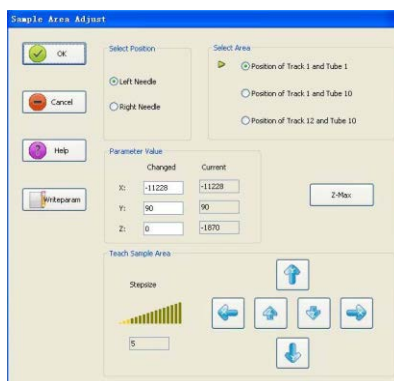 Sample Area Adjust
OK
Cancel
Help
Writeparam
Select Position
Left Needle
Right Needle
Select Area
Position of Track 1 and Tube 1
Position of Track 1 and Tube 10
Position of Track 12 and Tube 10
Parameter Value
Changed Current
X: -11228 -11228
Y: 90 90
Z: 0 -1870
Z-Max
Teach Sample Area
Stepsize
5